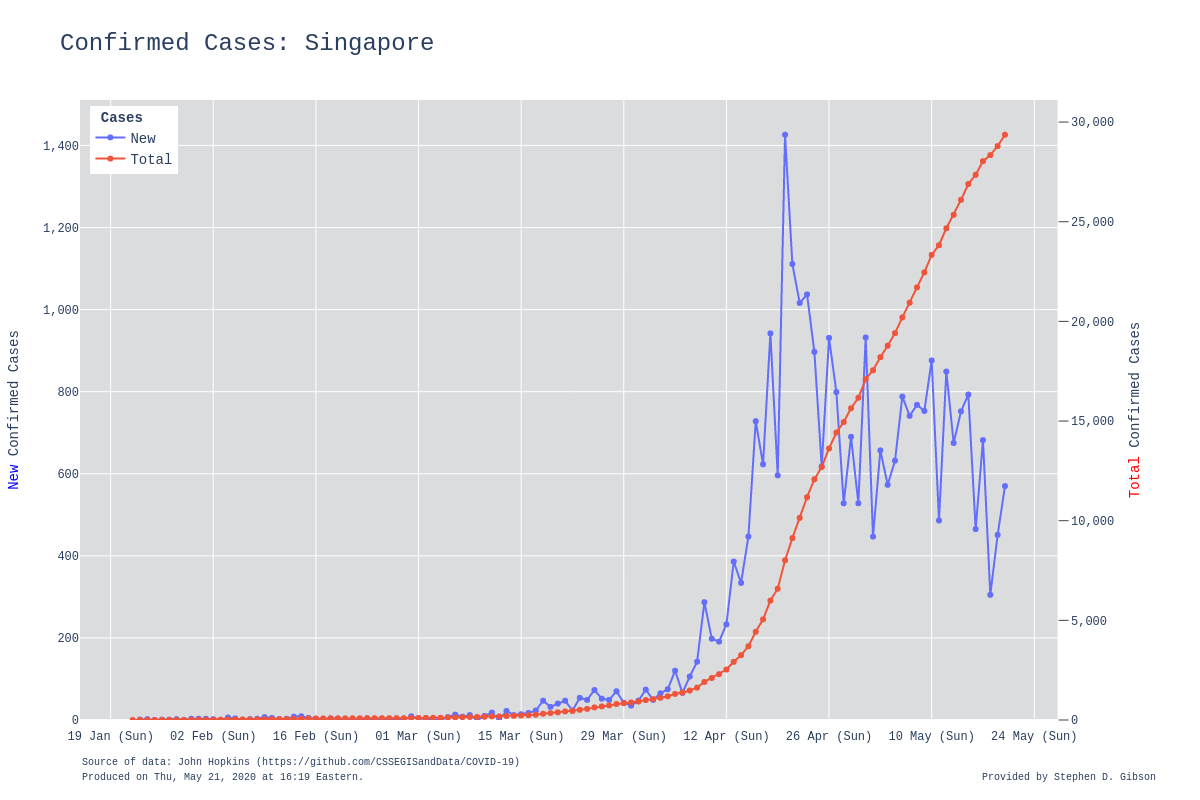 Confirmed Cases: Singapore
Cases
New
Total
1,400
1,200
1,000
800
600
400
200
0
30,000
25,000
20,000
15,000
10,000
5,000
0
New Confirmed Cases
Total Confirmed Cases
19 Jan (Sun) 02 Feb (Sun) 16 Feb (Sun) 01 Mar (Sun) 15 Mar (Sun) 29 Mar (Sun) 12 Apr (Sun) 26 Apr (Sun) 10 May (Sun) 24 May (Sun)
Source of data: John Hopkins (https://github.com/CSSEGISandData/COVID-19)
Produced on Thu, May 21, 2020 at 16:19 Eastern.
Provided by Stephen D. Gibson